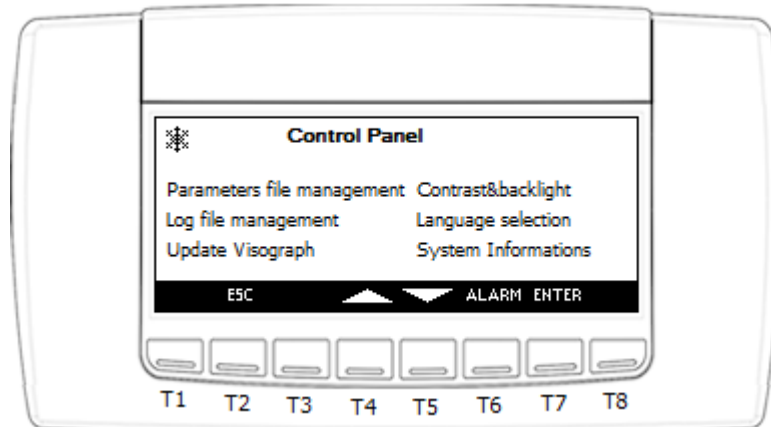 Control Panel
Parameters file management Contrast&backlight
Log file management Language selection
Update Visograph System Informations
ESC ALARM ENTER
T1 T2 T3 T4 T5 T6 T7 T8